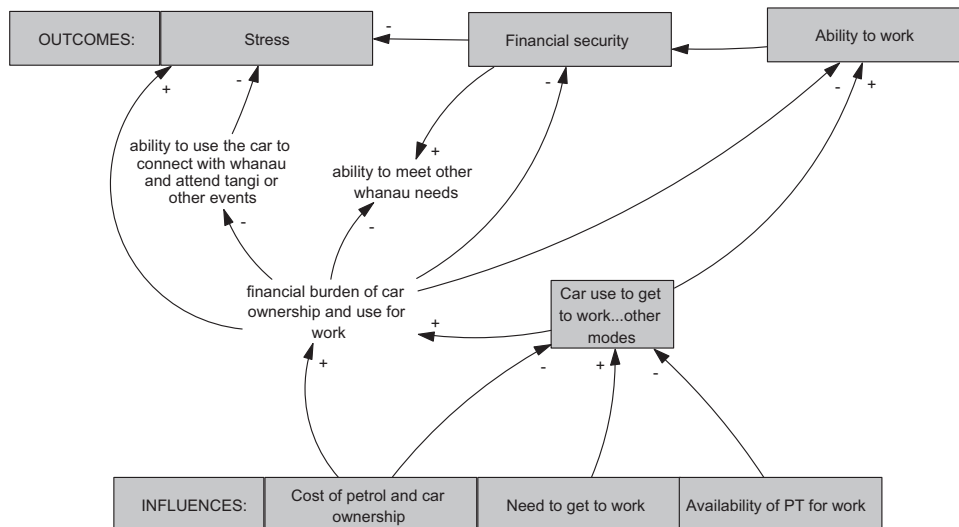 OUTCOMES:
Stress
Financial security
Ability to work
-
-
+
-
-
-
+
ability to use the car to
connect with whanau
and attend tangi or
other events
+
ability to meet other
whanau needs
-
-
financial burden of car
ownership and use for
work
Car use to get
to work...other
modes
+
+
-
+
-
INFLUENCES:
Cost of petrol and car
ownership
Need to get to work
Availability of PT for work